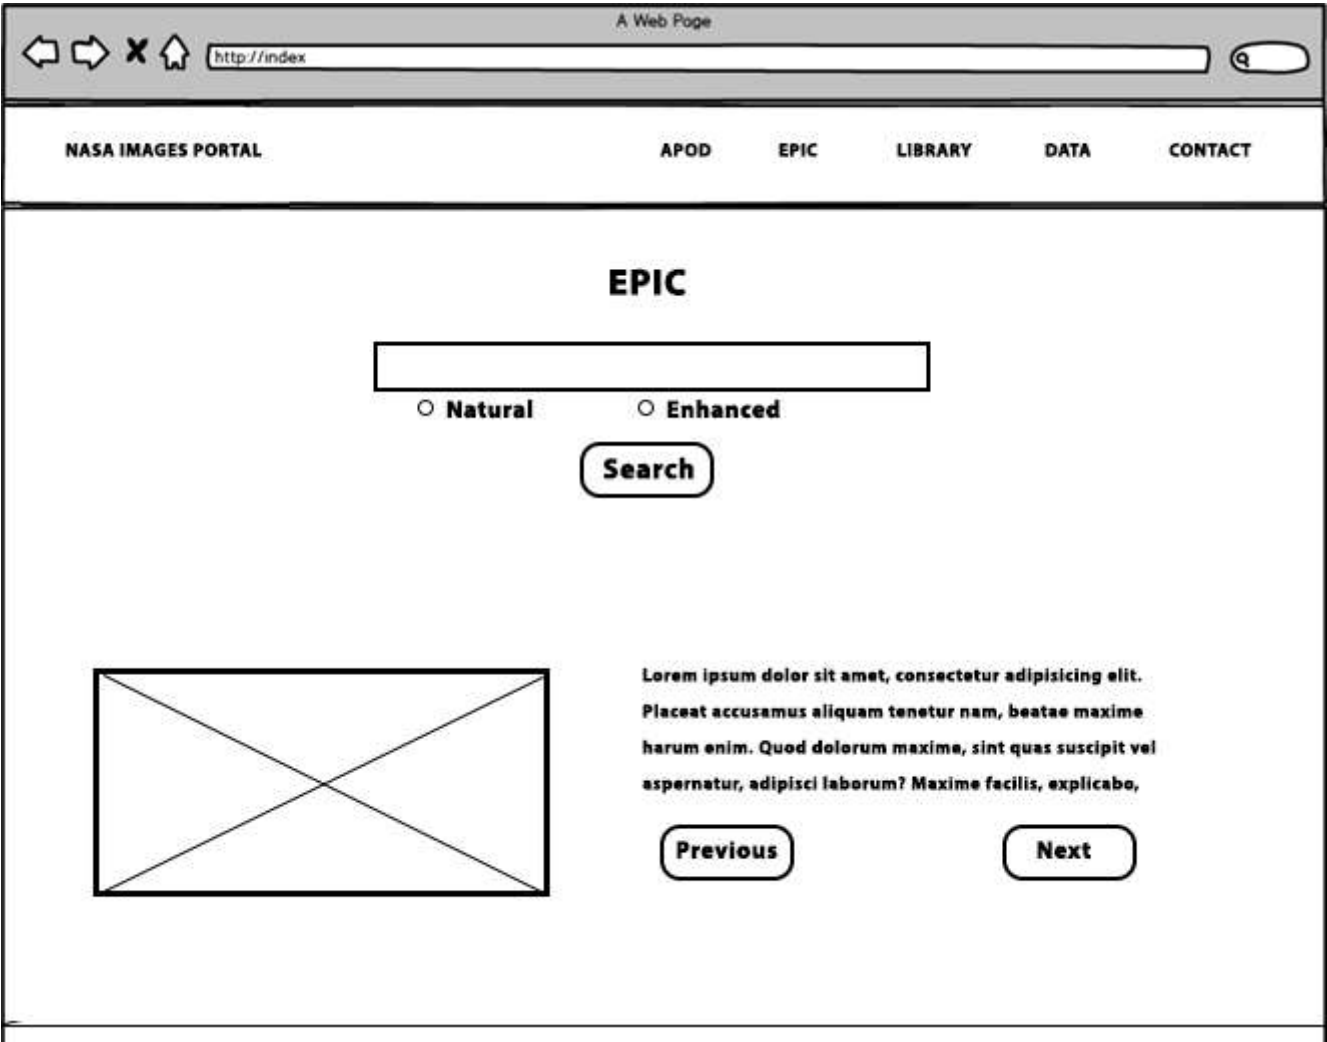 A Web Page
http://index
NASA IMAGES PORTAL APOD EPIC LIBRARY DATA CONTACT
EPIC
Natural Enhanced
Search
Lorem ipsum dolor sit amet, consectetur adipisicing elit.
Placeat accusamus aliquam tenetur nam, beatae maxime
harum enim. Quod dolorum maxime, sint quas suscipit vel
aspernatur, adipisci laborum? Maxime facilis, explicabo,
Previous Next